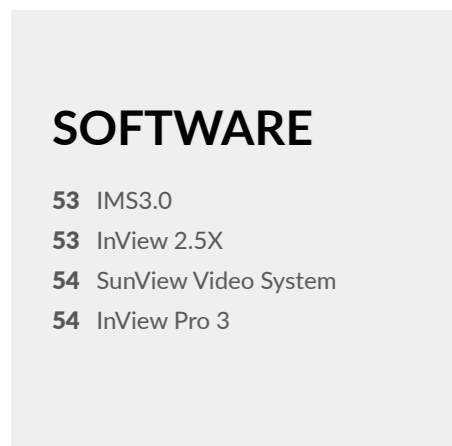 SOFTWARE
53 IMS3.0
53 InView 2.5X
54 SunView Video System
54 InView Pro 3